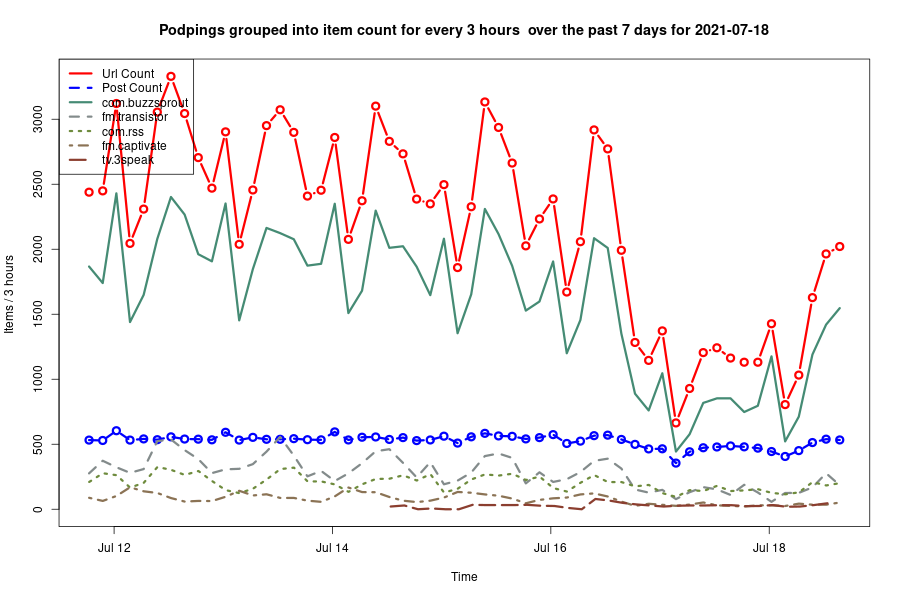 Podpings grouped into item count for every 3 hours  over the past 7 days for 2021-07-18
Url Count
Post Count
com.buzzsprout
fm.transistor
com.rss
fm.captivate
tv.3speak
Items / 3 hours
3000
2500
2000
1500
1000
500
0
Jul 12
Jul 14
Jul 16
Jul 18
Time